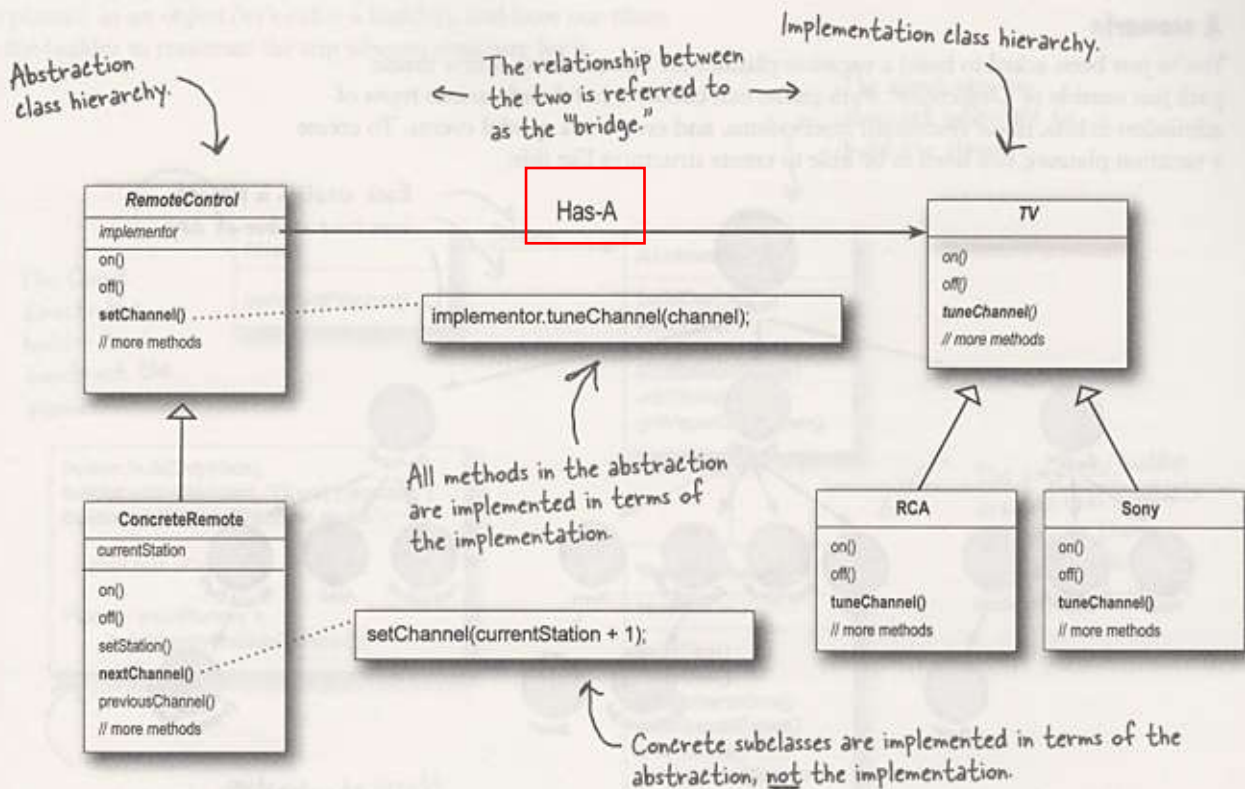 Implementation class hierarchy.
Abstraction
class hierarchy.
The relationship between
the two is referred to
as the "bridge."
RemoteControl
implementor
on()
off()
setChannel()
// more methods
Has-A
TV
on()
off()
tuneChannel()
// more methods
implementor.tuneChannel(channel);
All methods in the abstraction
are implemented in terms of
the implementation.
ConcreteRemote
currentStation
on()
off()
setStation()
nextChannel()
previousChannel()
// more methods
setChannel(currentStation + 1);
RCA
on()
off()
tuneChannel()
// more methods
Sony
on()
off()
tuneChannel()
// more methods
Concrete subclasses are implemented in terms of the
abstraction, not the implementation.